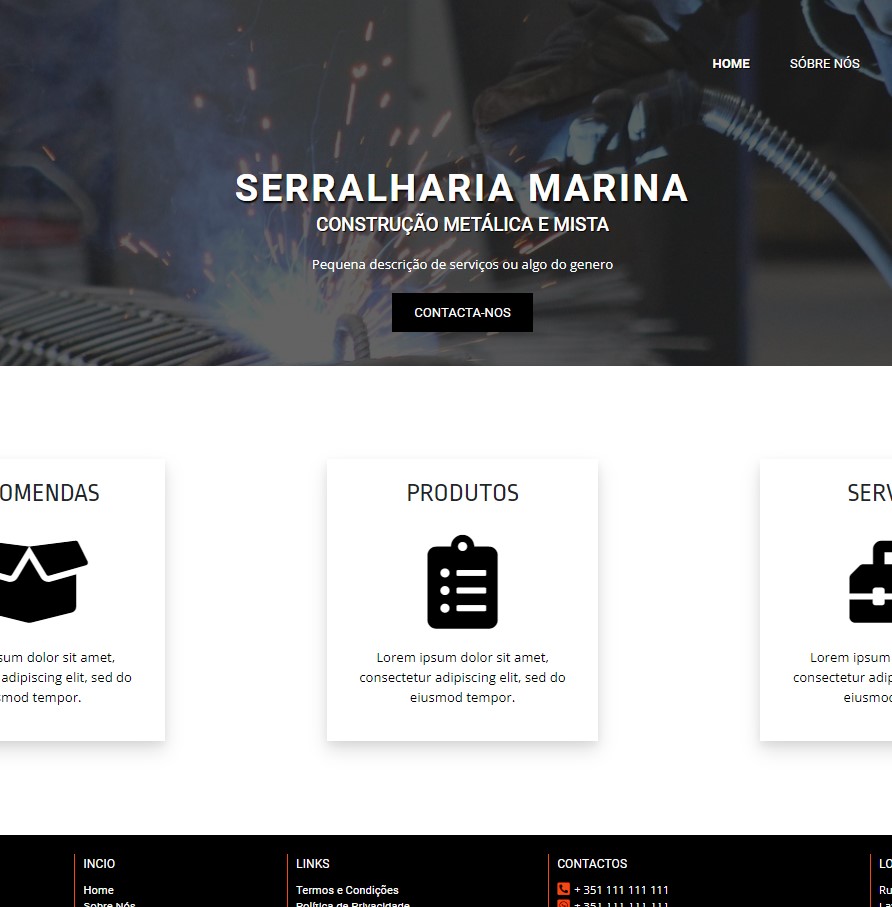 HOME SÓBRE NÓS
SERRALHARIA MARINA
CONSTRUÇÃO METÁLICA E MISTA
Pequena descrição de serviços ou algo do genero
CONTACTA-NOS
OMENDAS
sum dolor sit amet,
adipiscing elit, sed do
smod tempor.
PRODUTOS
Lorem ipsum dolor sit amet,
consectetur adipiscing elit, sed do
eiusmod tempor.
SERV
Lorem ipsum
consectetur adip
eiusmod
INCIO
Home
Sobre Nós
LINKS
Termos e Condições
Política de Privacidade
CONTACTOS
+ 351 111 111 111
+ 351 111 111 111
LO
Ru